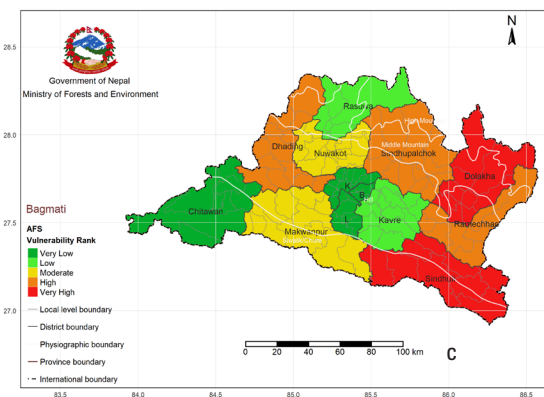 N
28.5
28.0
27.5
27.0
Government of Nepal
Ministry of Forests and Environment
Rasuwa
High Mou
Middle Mountain
Dhading
Nuwakot
Sindhupalchok
Dolakha
K
B
Hill
L
Chitawan
Kavre
Ramechhap
Makwanpur
Sindhuli
Bagmati
AFS
Vulnerability Rank
Very Low
Low
Moderate
High
Very High
Local level boundary
District boundary
Physiographic boundary
Province boundary
International boundary
0 20 40 60 80 100 km
C
83.5 84.0 84.5 85.0 85.5 86.0 86.5